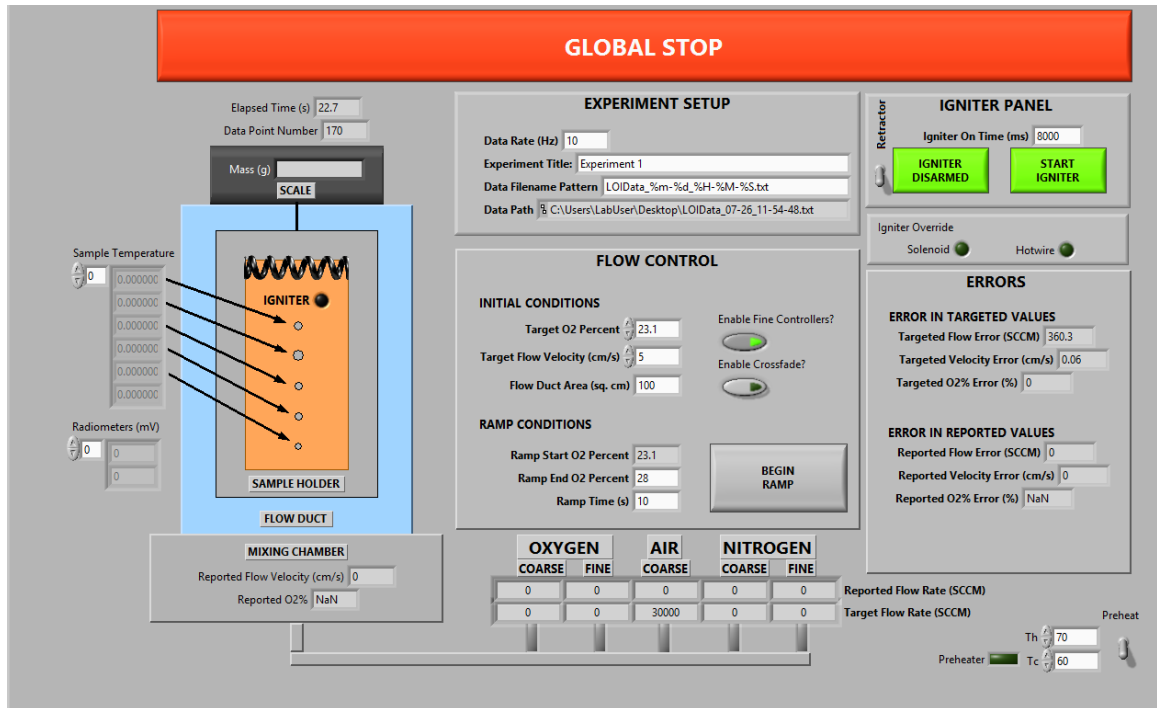 GLOBAL STOP
Elapsed Time (s) 22.7
Data Point Number 170
Mass (g)
SCALE
Sample Temperature
0
0.000000
0.000000
0.000000
0.000000
0.000000
0.000000
IGNITER
Radiometers (mV)
0
0
0
SAMPLE HOLDER
FLOW DUCT
MIXING CHAMBER
Reported Flow Velocity (cm/s) 0
Reported O2% NaN
EXPERIMENT SETUP
Data Rate (Hz) 10
Experiment Title: Experiment 1
Data Filename Pattern LOIData_%m-%d_%H-%M-%S.txt
Data Path C:\Users\LabUser\Desktop\LOIData_07-26_11-54-48.txt
FLOW CONTROL
INITIAL CONDITIONS
Target O2 Percent 23.1
Target Flow Velocity (cm/s) 5
Flow Duct Area (sq. cm) 100
Enable Fine Controllers?
Enable Crossfade?
RAMP CONDITIONS
Ramp Start O2 Percent 23.1
Ramp End O2 Percent 28
Ramp Time (s) 10
BEGIN
RAMP
OXYGEN AIR NITROGEN
COARSE FINE COARSE COARSE FINE
0 0 0 0 0 Reported Flow Rate (SCCM)
0 0 30000 0 0 Target Flow Rate (SCCM)
IGNITER PANEL
Retractor
Igniter On Time (ms) 8000
IGNITER
DISARMED
START
IGNITER
Igniter Override
Solenoid Hotwire
ERRORS
ERROR IN TARGETED VALUES
Targeted Flow Error (SCCM) 360.3
Targeted Velocity Error (cm/s) 0.06
Targeted O2% Error (%) 0
ERROR IN REPORTED VALUES
Reported Flow Error (SCCM) 0
Reported Velocity Error (cm/s) 0
Reported O2% Error (%) NaN
Preheat
Th 70
Preheater Tc 60